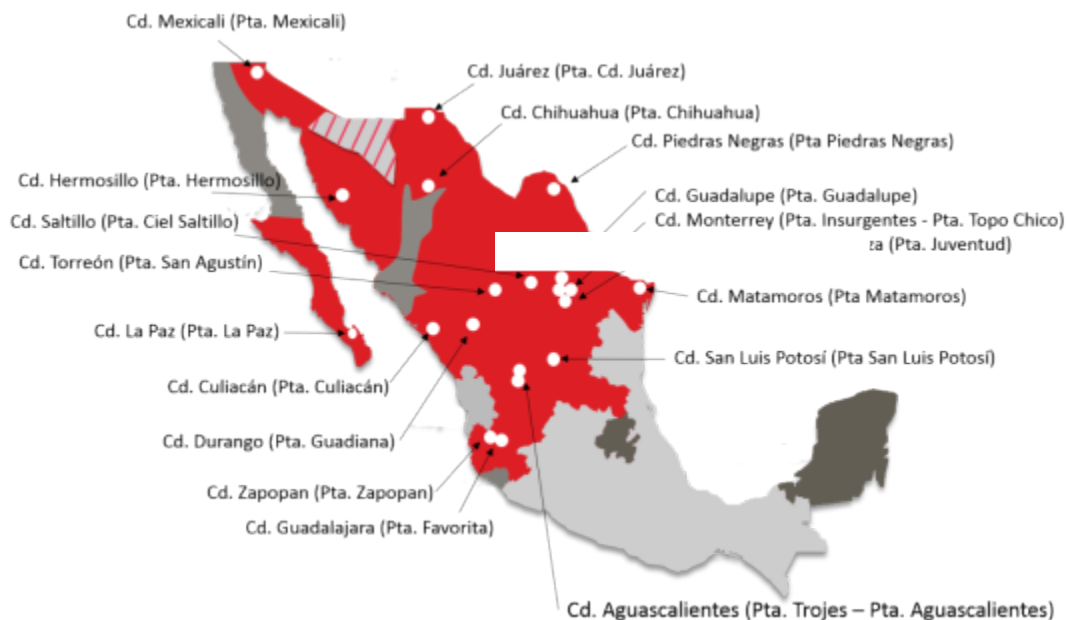 Cd. Mexicali (Pta. Mexicali)
Cd. Juárez (Pta. Cd. Juárez)
Cd. Chihuahua (Pta. Chihuahua)
Cd. Piedras Negras (Pta Piedras Negras)
Cd. Hermosillo (Pta. Hermosillo)
Cd. Guadalupe (Pta. Guadalupe)
Cd. Saltillo (Pta. Ciel Saltillo)
Cd. Monterrey (Pta. Insurgentes - Pta. Topo Chico)
(Pta. Juventud)
Cd. Torreón (Pta. San Agustín)
Cd. Matamoros (Pta Matamoros)
Cd. La Paz (Pta. La Paz)
Cd. San Luis Potosí (Pta San Luis Potosí)
Cd. Culiacán (Pta. Culiacán)
Cd. Durango (Pta. Guadiana)
Cd. Zapopan (Pta. Zapopan)
Cd. Guadalajara (Pta. Favorita)
Cd. Aguascalientes (Pta. Trojes – Pta. Aguascalientes)